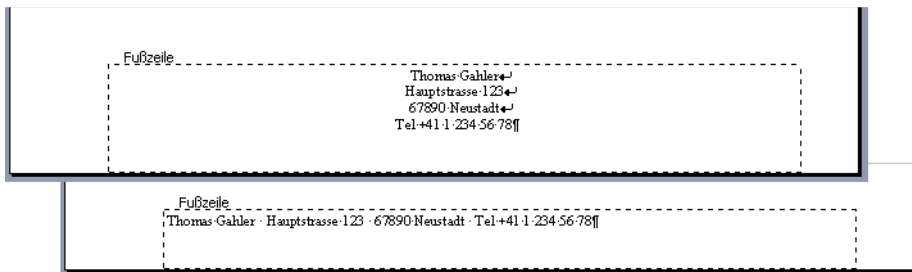 Fußzeile
Thomas·Gahler↵
Hauptstrasse·123↵
67890·Neustadt↵
Tel·+41·1·234·56·78¶
Fußzeile
Thomas·Gahler · Hauptstrasse·123 · 67890·Neustadt · Tel·+41·1·234·56·78¶